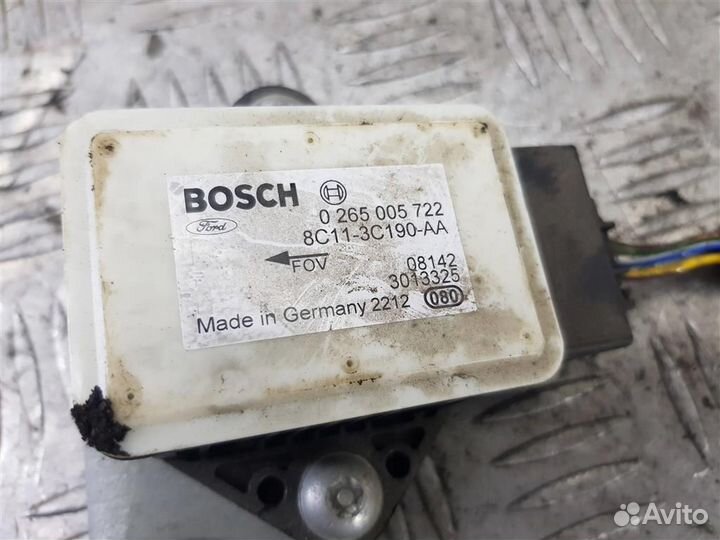 BOSCH
Ford
0 265 005 722
8C11-3C190-AA
FOV
08142
3013325
Made in Germany 2212 080
Avito